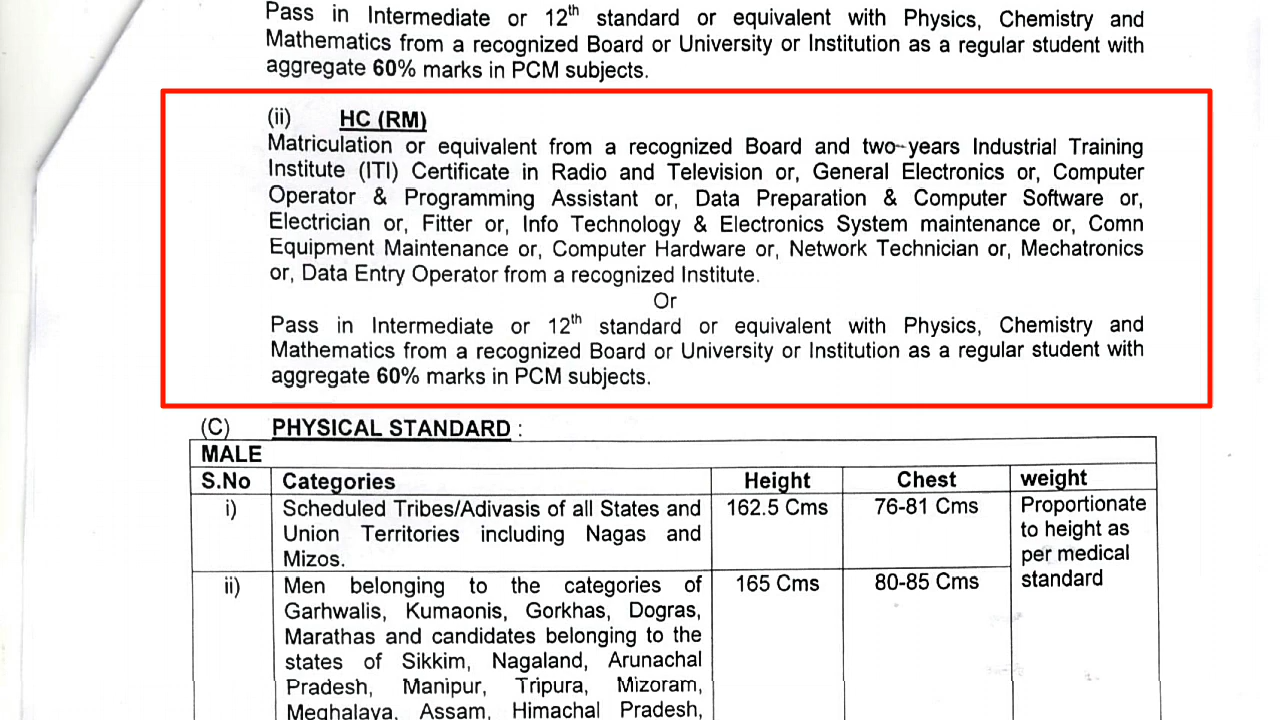 Pass in Intermediate or 12th standard or equivalent with Physics, Chemistry and
Mathematics from a recognized Board or University or Institution as a regular student with
aggregate 60% marks in PCM subjects.
(ii) HC (RM)
Matriculation or equivalent from a recognized Board and two-years Industrial Training
Institute (ITI) Certificate in Radio and Television or, General Electronics or, Computer
Operator & Programming Assistant or, Data Preparation & Computer Software or,
Electrician or, Fitter or, Info Technology & Electronics System maintenance or, Comn
Equipment Maintenance or, Computer Hardware or, Network Technician or, Mechatronics
or, Data Entry Operator from a recognized Institute.
Or
Pass in Intermediate or 12th standard or equivalent with Physics, Chemistry and
Mathematics from a recognized Board or University or Institution as a regular student with
aggregate 60% marks in PCM subjects.
(C) PHYSICAL STANDARD :
MALE
S.No Categories Height Chest weight
i) Scheduled Tribes/Adivasis of all States and 162.5 Cms 76-81 Cms Proportionate
Union Territories including Nagas and to height as
Mizos. per medical
ii) Men belonging to the categories of 165 Cms 80-85 Cms standard
Garhwalis, Kumaonis, Gorkhas, Dogras,
Marathas and candidates belonging to the
states of Sikkim, Nagaland, Arunachal
Pradesh, Manipur, Tripura, Mizoram,
Meghalaya, Assam, Himachal Pradesh,